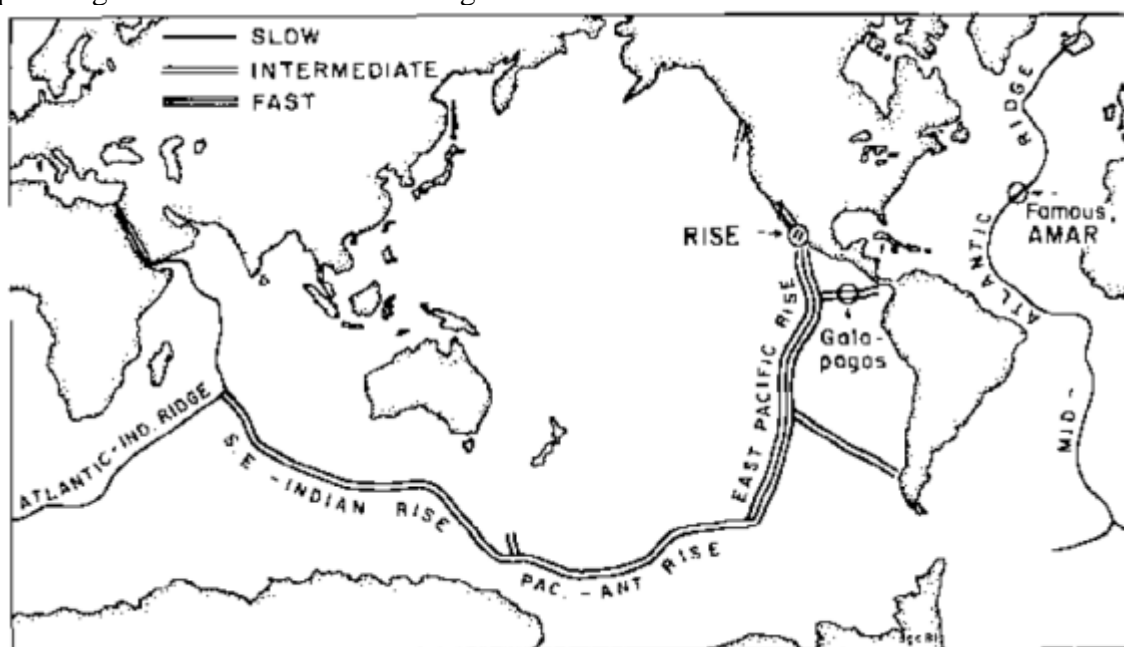 SLOW
INTERMEDIATE
FAST
RIDGE
RISE
Famous,
AMAR
ATLANTIC
EAST PACIFIC RISE
Gala-
pagos
MID-
ATLANTIC-IND. RIDGE
S.E.-INDIAN RISE
PAC.-ANT RISE